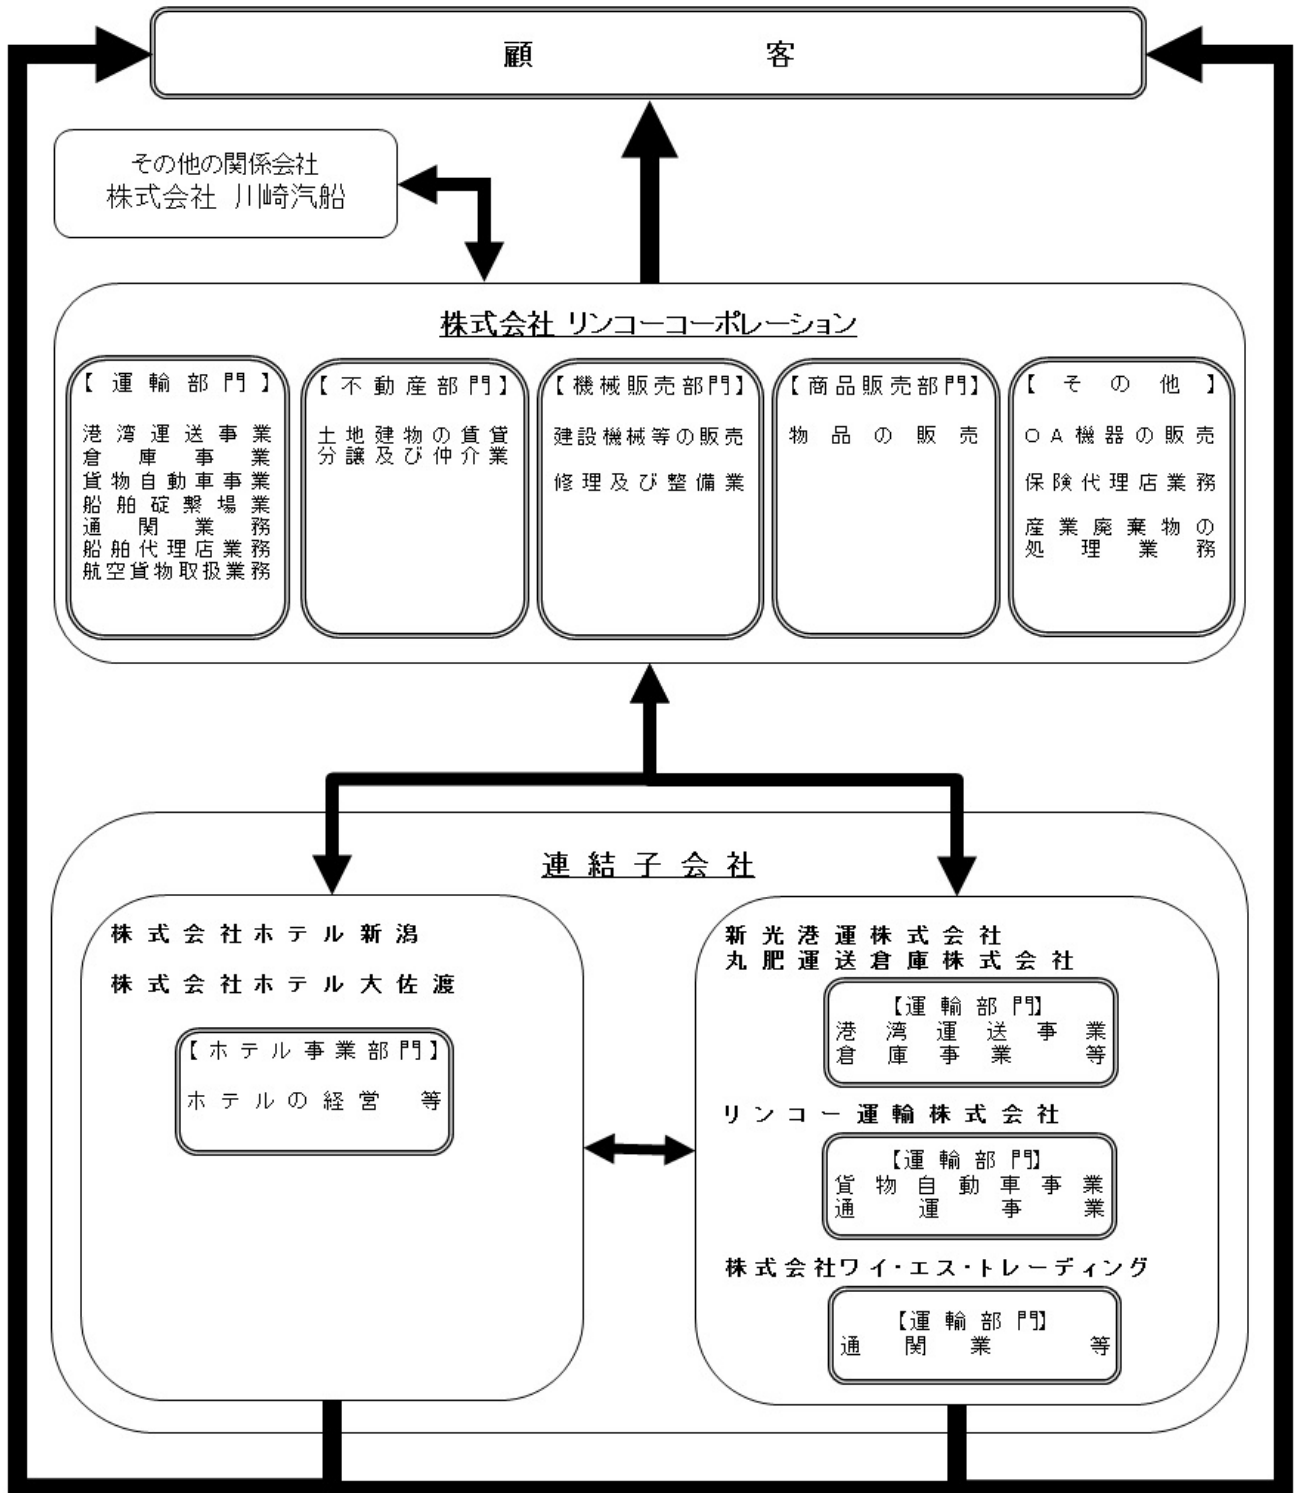 顧客
その他の関係会社
株式会社 川崎汽船
株式会社 リンコーコーポレーション
【運輸部門】
港湾運送事業
倉庫事業
貨物自動車事業
船舶碇繋場業
通関業務
船舶代理店業務
航空貨物取扱業務
【不動産部門】
土地建物の賃貸
分譲及び仲介業
【機械販売部門】
建設機械等の販売
修理及び整備業
【商品販売部門】
物品の販売
【その他】
OA機器の販売
保険代理店業務
産業廃棄物の
処理業務
連結子会社
株式会社ホテル新潟
株式会社ホテル大佐渡
【ホテル事業部門】
ホテルの経営 等
新光港運株式会社
丸肥運送倉庫株式会社
【運輸部門】
港湾運送事業
倉庫事業等
リンコー運輸株式会社
【運輸部門】
貨物自動車事業
通運事業
株式会社ワイ・エス・トレーディング
【運輸部門】
通関業 等